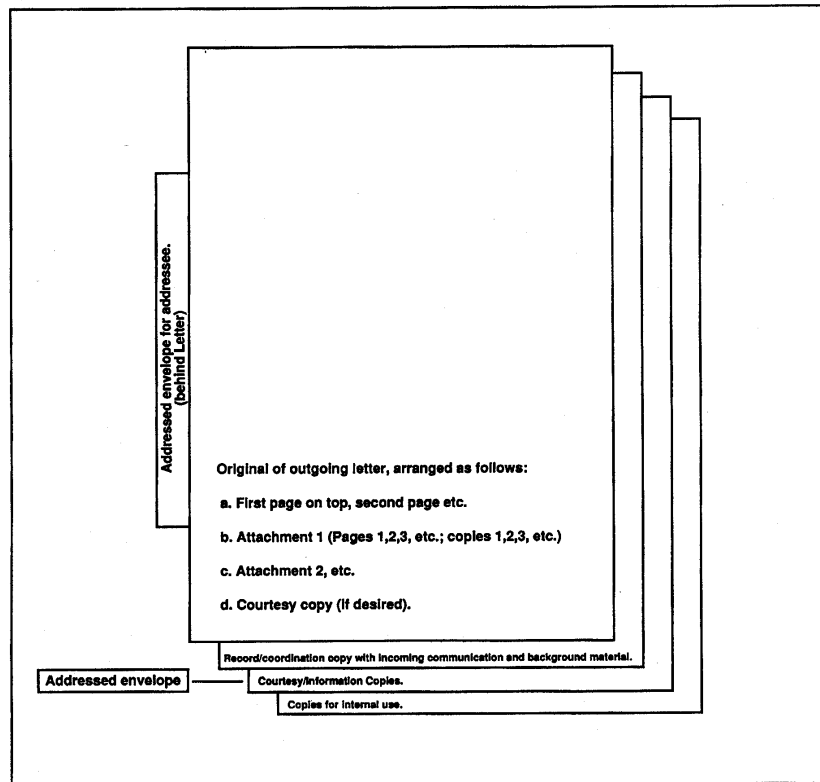 Addressed envelope for addressee.
(behind Letter)
Original of outgoing letter, arranged as follows:
a. First page on top, second page etc.
b. Attachment 1 (Pages 1,2,3, etc.; copies 1,2,3, etc.)
c. Attachment 2, etc.
d. Courtesy copy (if desired).
Record/coordination copy with incoming communication and background material.
Addressed envelope
Courtesy/Information Copies.
Copies for internal use.